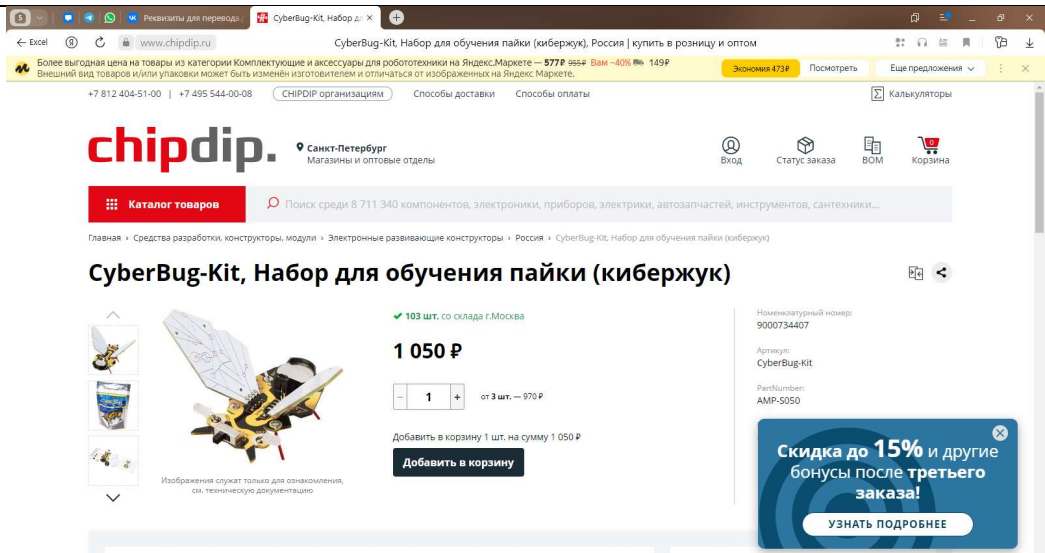 5
Реквизиты для перевода.
CyberBug-Kit, Набор дл
Excel
www.chipdip.ru
CyberBug-Kit, Набор для обучения пайки (кибержук), Россия | купить в розницу и оптом
Более выгодная цена на товары из категории Комплектующие и аксессуары для робототехники на Яндекс.Маркете — 577₽ 955₽ Вам −40% 149₽
Внешний вид товаров и/или упаковки может быть изменён изготовителем и отличаться от изображенных на Яндекс Маркете.
Экономия 473₽
Посмотреть
Еще предложения
+7 812 404-51-00 | +7 495 544-00-08
CHIPDIP организациям
Способы доставки
Способы оплаты
Калькуляторы
chipdip.
Санкт-Петербург
Магазины и оптовые отделы
Вход
Статус заказа
BOM
0
Корзина
Каталог товаров
Поиск среди 8 711 340 компонентов, электроники, приборов, электрики, автозапчастей, инструментов, сантехники...
Главная › Средства разработки, конструкторы, модули › Электронные развивающие конструкторы › Россия › CyberBug-Kit, Набор для обучения пайки (кибержук)
CyberBug-Kit, Набор для обучения пайки (кибержук)
103 шт. со склада г.Москва
1 050 ₽
− 1 +
от 3 шт. — 970 ₽
Добавить в корзину 1 шт. на сумму 1 050 ₽
Добавить в корзину
Изображения служат только для ознакомления,
см. техническую документацию
Номенклатурный номер:
9000734407
Артикул:
CyberBug-Kit
PartNumber:
AMP-S050
Скидка до 15% и другие
бонусы после третьего
заказа!
УЗНАТЬ ПОДРОБНЕЕ